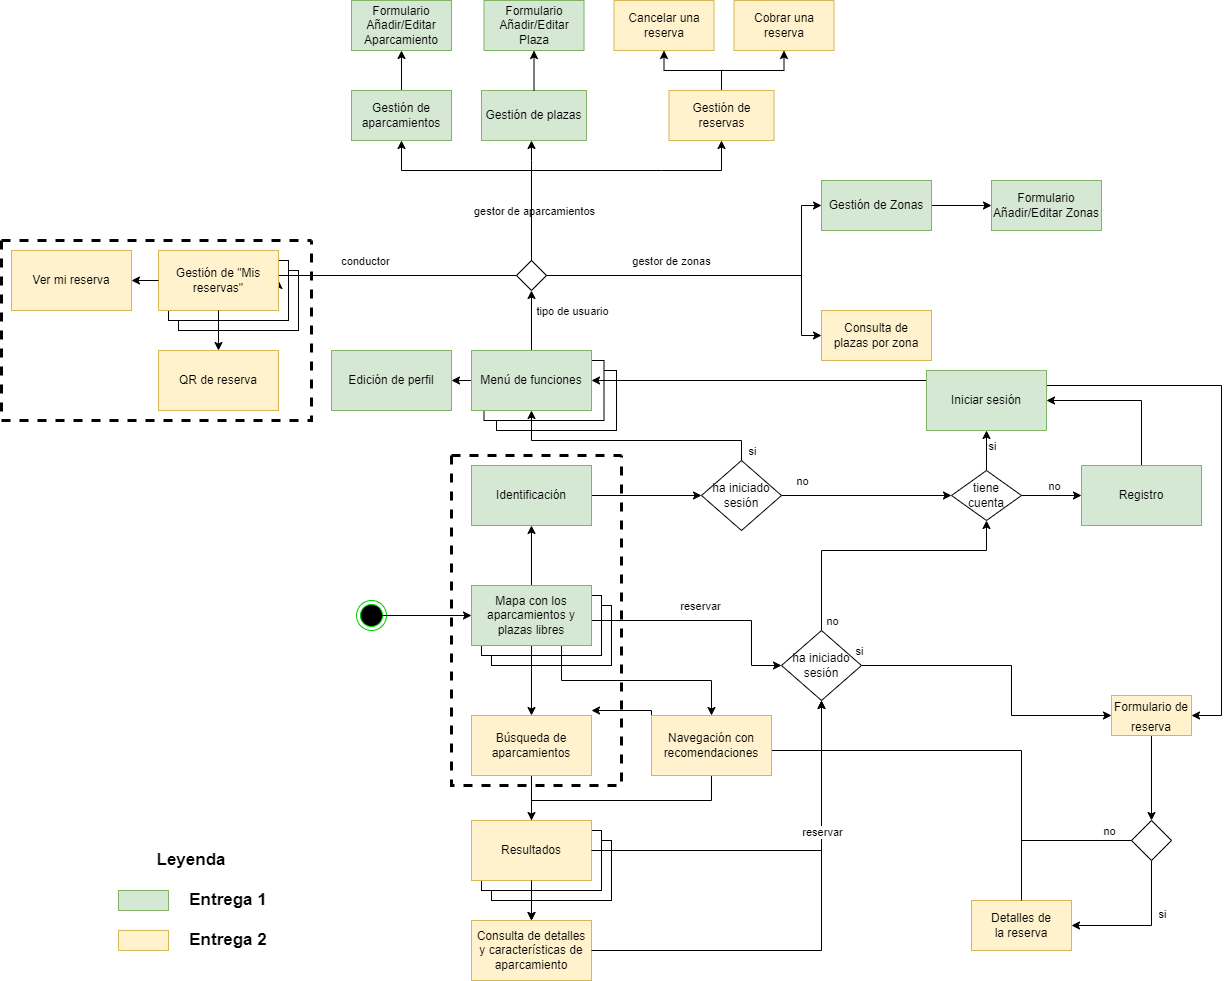 Formulario
Añadir/Editar
Aparcamiento
Formulario
Añadir/Editar
Plaza
Cancelar una
reserva
Cobrar una
reserva
Gestión de
aparcamientos
Gestión de plazas
Gestión de
reservas
gestor de aparcamientos
Gestión de Zonas
Formulario
Añadir/Editar Zonas
Ver mi reserva
Gestión de "Mis
reservas"
conductor
gestor de zonas
tipo de usuario
Consulta de
plazas por zona
QR de reserva
Edición de perfil
Menú de funciones
Iniciar sesión
si
si
Identificación
ha iniciado
sesión
no
tiene
cuenta
no
Registro
Mapa con los
aparcamientos y
plazas libres
reservar
no
ha iniciado
sesión
si
Formulario de
reserva
Búsqueda de
aparcamientos
Navegación con
recomendaciones
Resultados
reservar
no
Leyenda
Entrega 1
Entrega 2
Consulta de detalles
y características de
aparcamiento
Detalles de
la reserva
si